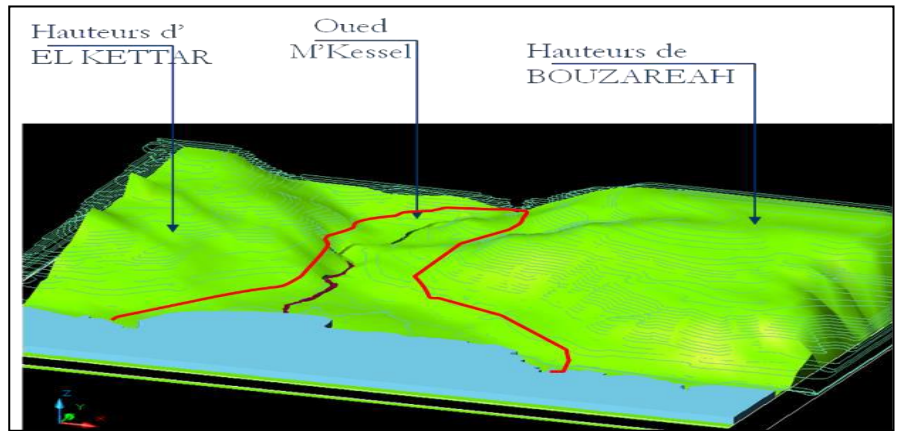 Hauteurs d'
EL KETTAR
Oued
M'Kessel
Hauteurs de
BOUZAREAH
Z
Y
X